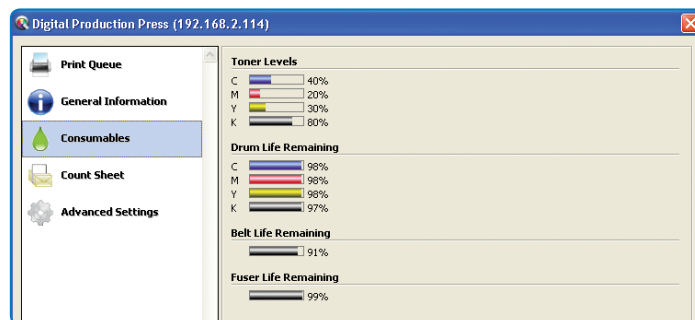 Digital Production Press (192.168.2.114)
Print Queue
General Information
Consumables
Count Sheet
Advanced Settings
Toner Levels
C 40%
M 20%
Y 30%
K 80%
Drum Life Remaining
C 98%
M 98%
Y 98%
K 97%
Belt Life Remaining
91%
Fuser Life Remaining
99%